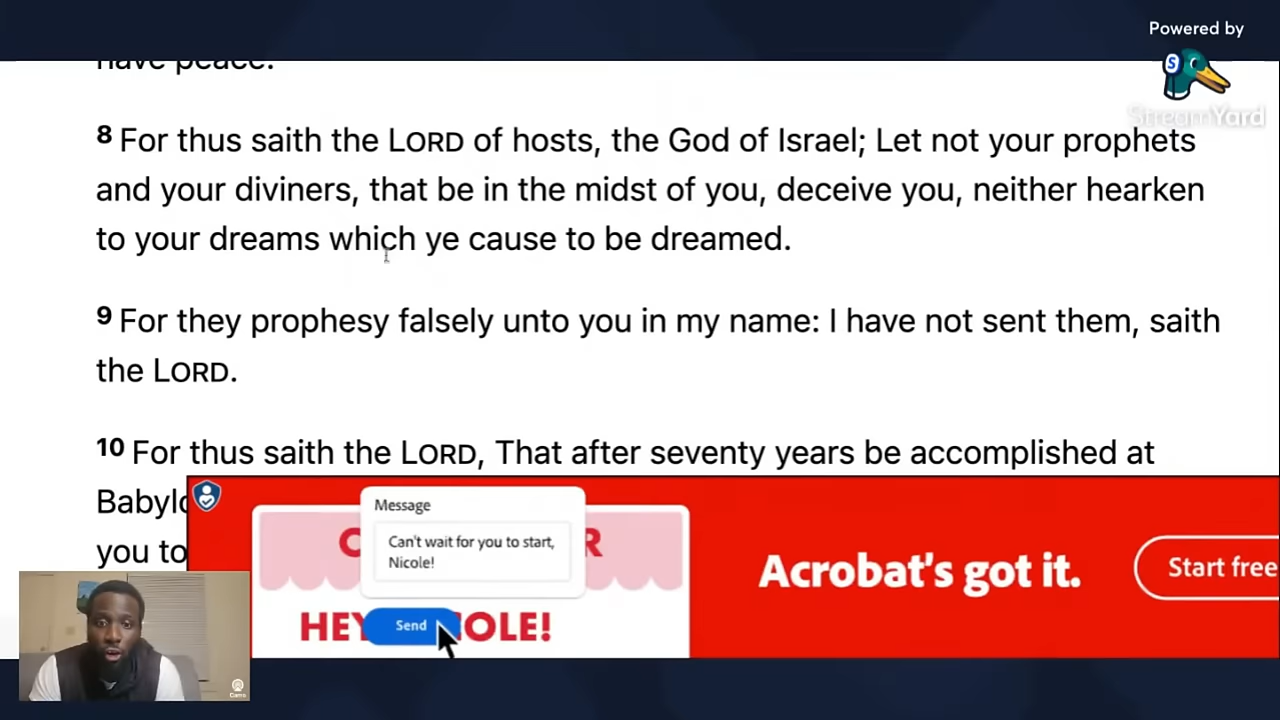 Powered by
StreamYard
have peace.
8 For thus saith the LORD of hosts, the God of Israel; Let not your prophets
and your diviners, that be in the midst of you, deceive you, neither hearken
to your dreams which ye cause to be dreamed.
9 For they prophesy falsely unto you in my name: I have not sent them, saith
the LORD.
10 For thus saith the LORD, That after seventy years be accomplished at
Babylo
you to
Message
Can't wait for you to start,
Nicole!
Send
HEY OLE!
Acrobat's got it.
Start free